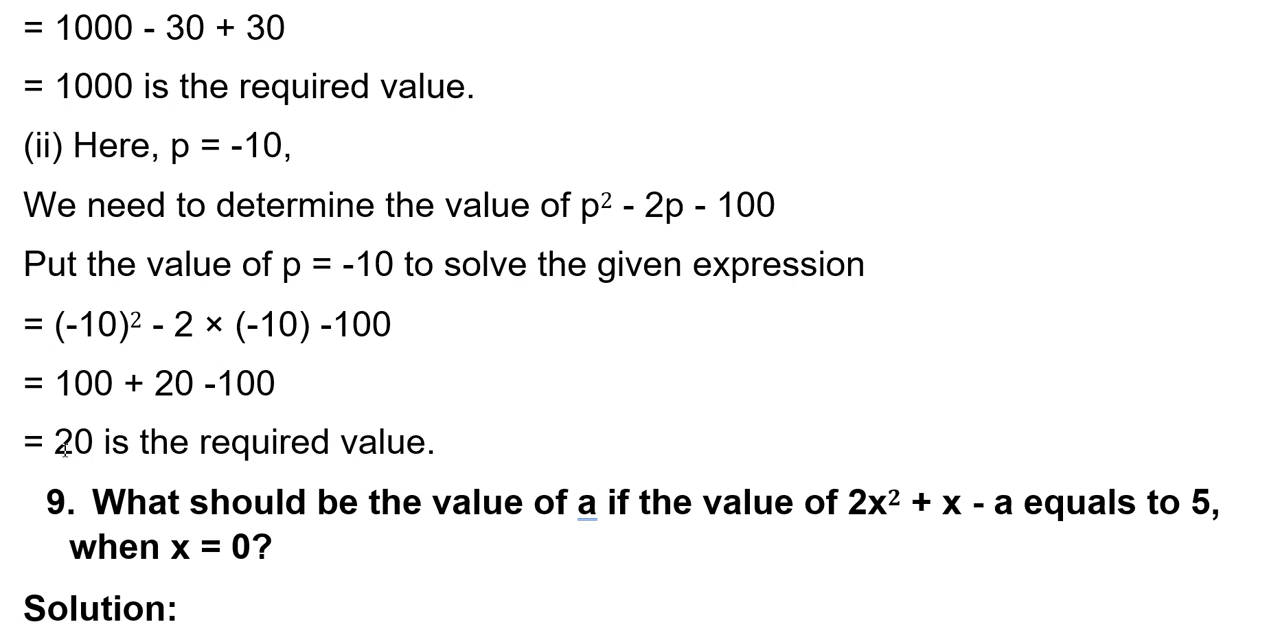 = 1000 - 30 + 30
= 1000 is the required value.
(ii) Here, p = -10,
We need to determine the value of p² - 2p - 100
Put the value of p = -10 to solve the given expression
= (-10)² - 2 × (-10) -100
= 100 + 20 -100
= 20 is the required value.
9. What should be the value of a if the value of 2x² + x - a equals to 5,
when x = 0?
Solution: